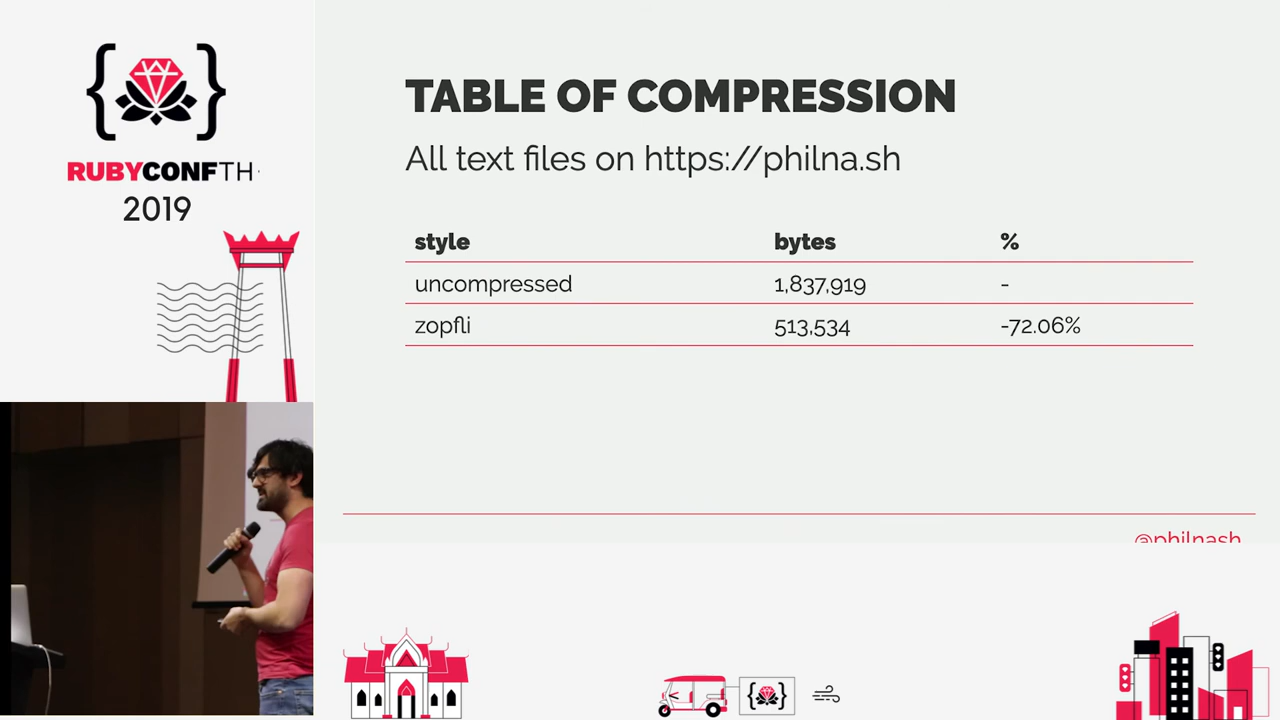 RUBYCONFTH
2019
TABLE OF COMPRESSION
All text files on https://philna.sh
style bytes %
uncompressed 1,837,919 -
zopfli 513,534 -72.06%
@philnash